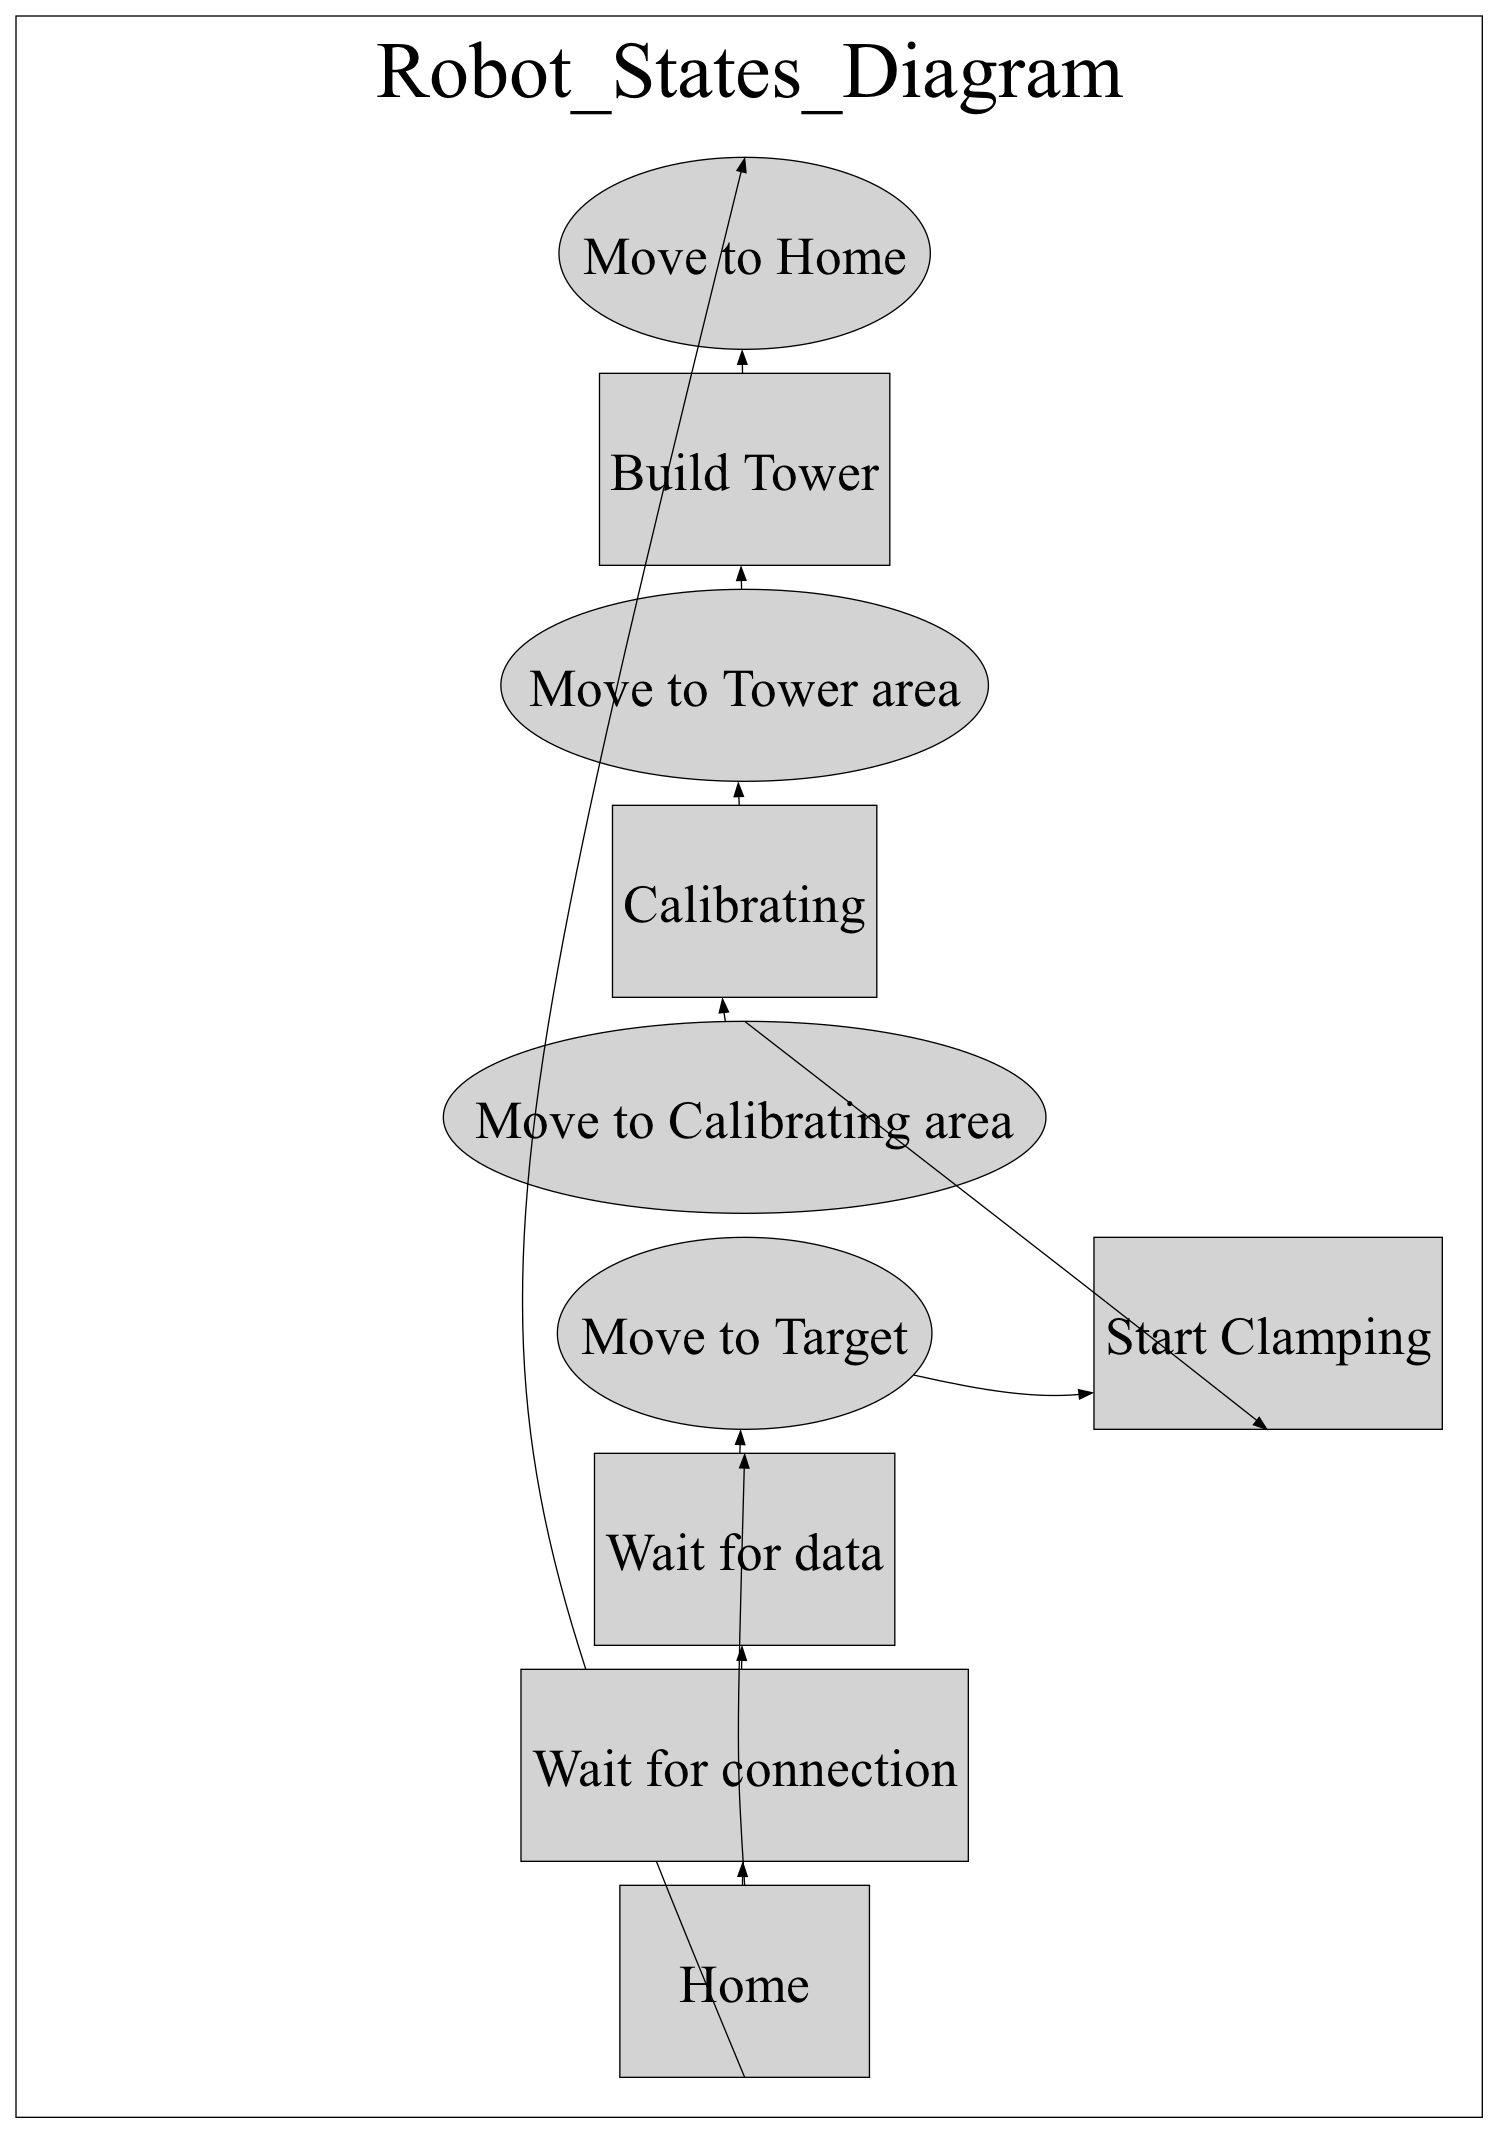 Robot_States_Diagram
Move to Home
Build Tower
Move to Tower area
Calibrating
Move to Calibrating area
Move to Target
Start Clamping
Wait for data
Wait for connection
Home